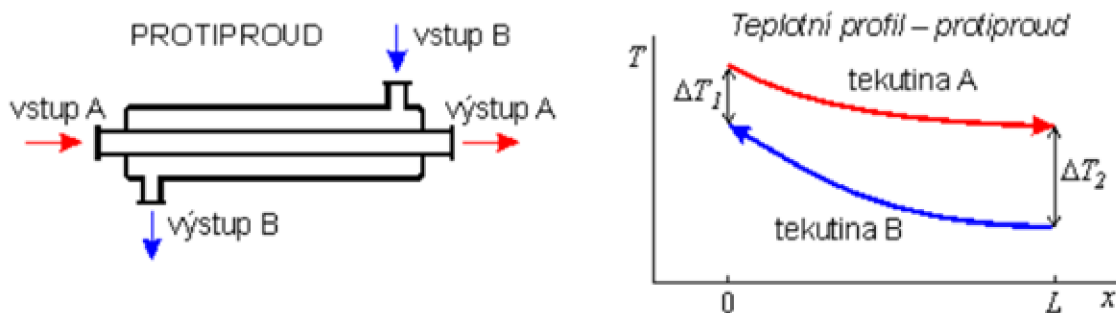 PROTIPROUD
vstup B
vstup A
výstup A
výstup B
Teplotní profil – protiproud
T
tekutina A
ΔT1
ΔT2
tekutina B
0
L
x